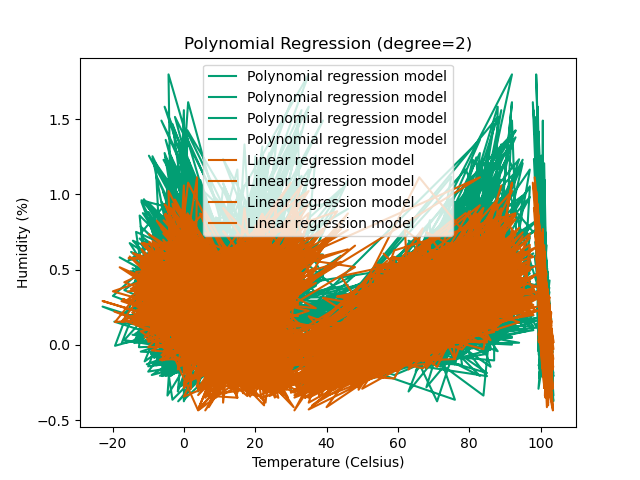 Polynomial Regression (degree=2)
Polynomial regression model
Polynomial regression model
Polynomial regression model
Polynomial regression model
Linear regression model
Linear regression model
Linear regression model
Linear regression model
Humidity (%)
1.5
1.0
0.5
0.0
−0.5
−20 0 20 40 60 80 100
Temperature (Celsius)